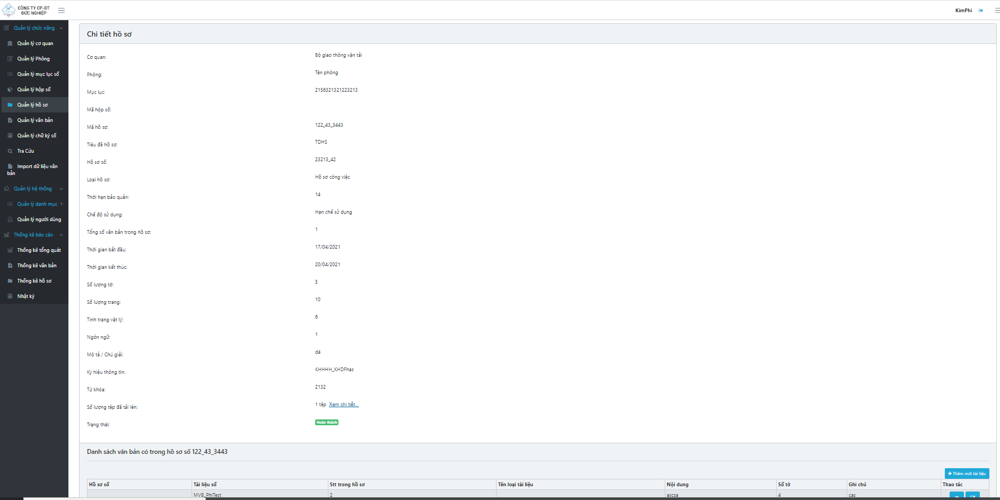 CÔNG TY CP-ĐT
ĐỨC NGHIỆP
KimPhi
Quản lý chức năng
Quản lý cơ quan
Quản lý Phông
Quản lý mục lục số
Quản lý hộp số
Quản lý hồ sơ
Quản lý văn bản
Quản lý chữ ký số
Tra Cứu
Import dữ liệu văn
bản
Quản lý hệ thống
Quản lý danh mục
Quản lý người dùng
Thống kê báo cáo
Thống kê tổng quát
Thống kê văn bản
Thống kê hồ sơ
Nhật ký
Chi tiết hồ sơ
Cơ quan: Bộ giao thông vận tải
Phông: Tên phông
Mục lục: 2156321321223213
Mã hộp số:
Mã hồ sơ: 122_43_3443
Tiêu đề hồ sơ: TDHS
Hồ sơ số: 23213_42
Loại hồ sơ: Hồ sơ công việc
Thời hạn bảo quản: 14
Chế độ sử dụng: Hạn chế sử dụng
Tổng số văn bản trong hồ sơ: 1
Thời gian bắt đầu: 17/04/2021
Thời gian kết thúc: 20/04/2021
Số lượng tờ: 5
Số lượng trang: 10
Tình trạng vật lý: 6
Ngôn ngữ: 1
Mô tả / Chú giải: dá
Ký hiệu thông tin: KHHHH_KHDFhas
Từ khóa: 2132
Số lượng tệp đã tải lên: 1 tệp Xem chi tiết...
Trạng thái: Hoàn thành
Danh sách văn bản có trong hồ sơ số 122_43_3443
Thêm mới tài liệu
Hồ sơ số Tài liệu số Stt trong hồ sơ Tên loại tài liệu Nội dung Số tờ Ghi chú Thao tác
MVB_PhiTest 2 ascsa 4 cas